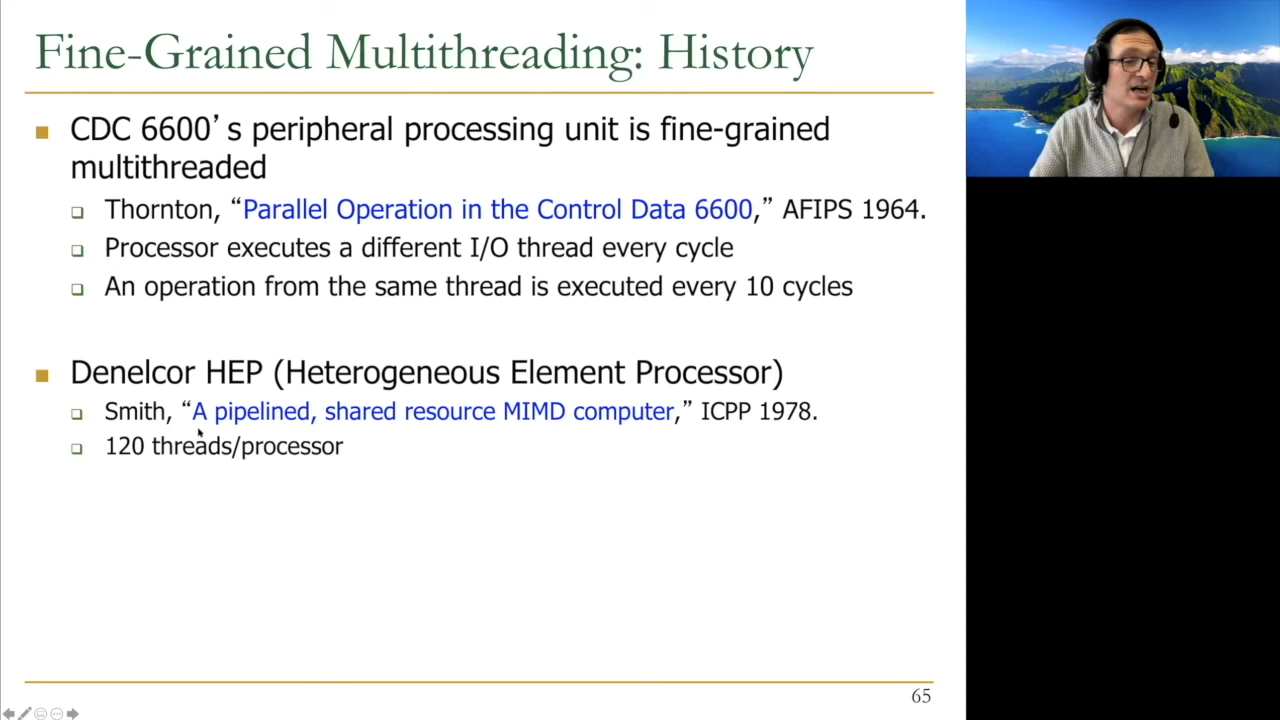 Fine-Grained Multithreading: History
CDC 6600’s peripheral processing unit is fine-grained
multithreaded
Thornton, “Parallel Operation in the Control Data 6600,” AFIPS 1964.
Processor executes a different I/O thread every cycle
An operation from the same thread is executed every 10 cycles
Denelcor HEP (Heterogeneous Element Processor)
Smith, “A pipelined, shared resource MIMD computer,” ICPP 1978.
120 threads/processor
65